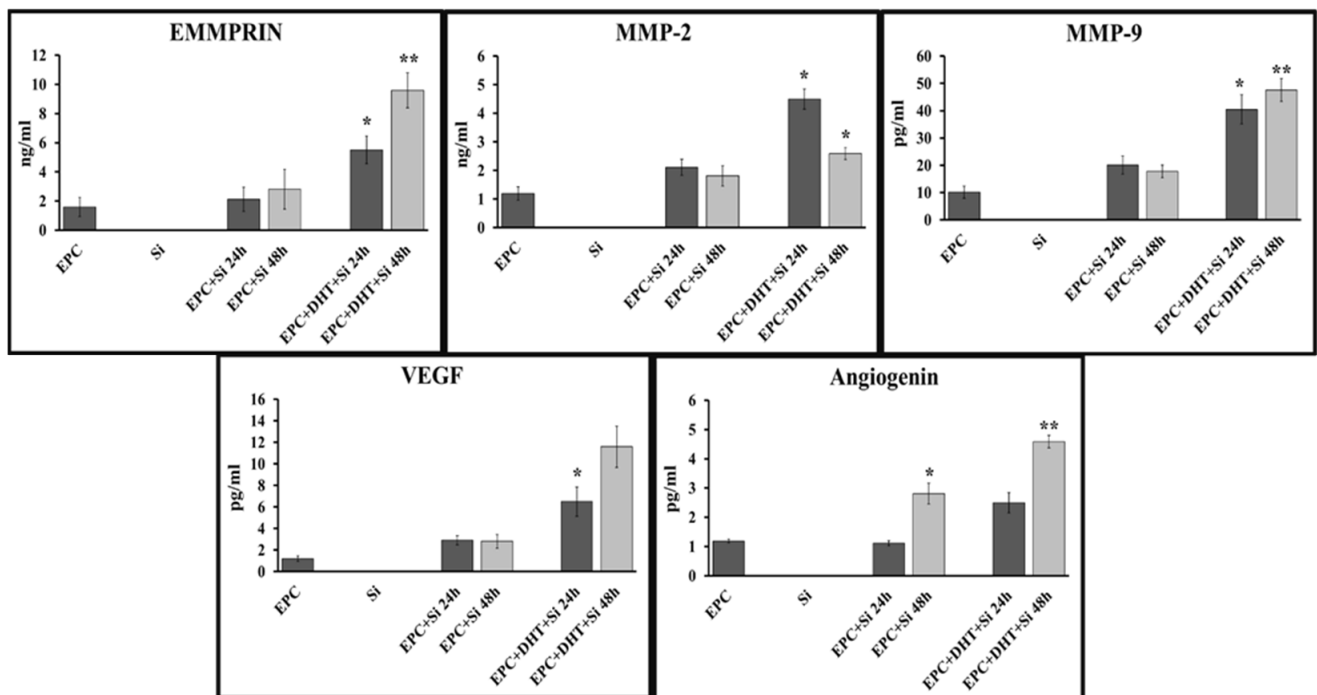 EMMPRIN
12
10
8
6
4
2
0
ng/ml
*
**
EPC
Si
EPC+Si 24h
EPC+Si 48h
EPC+DHT+Si 24h
EPC+DHT+Si 48h
MMP-2
6
5
4
3
2
1
0
ng/ml
*
*
EPC
Si
EPC+Si 24h
EPC+Si 48h
EPC+DHT+Si 24h
EPC+DHT+Si 48h
MMP-9
60
50
40
30
20
10
0
pg/ml
*
**
EPC
Si
EPC+Si 24h
EPC+Si 48h
EPC+DHT+Si 24h
EPC+DHT+Si 48h
VEGF
16
14
12
10
8
6
4
2
0
pg/ml
*
EPC
Si
EPC+Si 24h
EPC+Si 48h
EPC+DHT+Si 24h
EPC+DHT+Si 48h
Angiogenin
6
5
4
3
2
1
0
pg/ml
*
**
EPC
Si
EPC+Si 24h
EPC+Si 48h
EPC+DHT+Si 24h
EPC+DHT+Si 48h